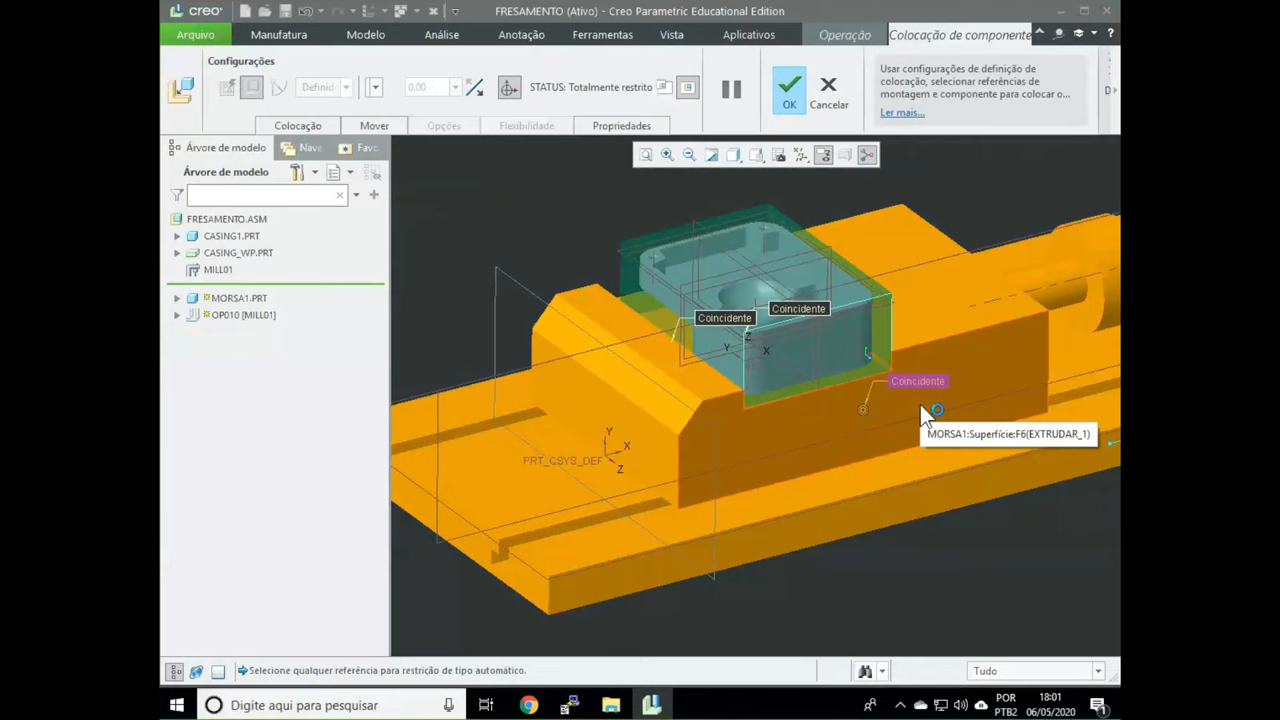 creo
FRESAMENTO (Ativo) - Creo Parametric Educational Edition
Arquivo
Manufatura
Modelo
Análise
Anotação
Ferramentas
Vista
Aplicativos
Operação
Colocação de componente
Configurações
Definid
0.00
STATUS: Totalmente restrito
OK
Cancelar
Usar configurações de definição de
colocação, selecionar referências de
montagem e componente para colocar o...
Ler mais...
D
Colocação
Mover
Opções
Flexibilidade
Propriedades
Árvore de modelo
Nave
Favc
Árvore de modelo
FRESAMENTO.ASM
CASING1.PRT
CASING_WP.PRT
MILL01
MORSA1.PRT
OP010 [MILL01]
Coincidente
Coincidente
Z
Y
X
Coincidente
MORSA1:Superfície:F6(EXTRUDAR_1)
Y
X
PRT_CSYS_DEF
Z
Selecione qualquer referência para restrição de tipo automático.
Tudo
Digite aqui para pesquisar
POR
PTB2
18:01
06/05/2020
1